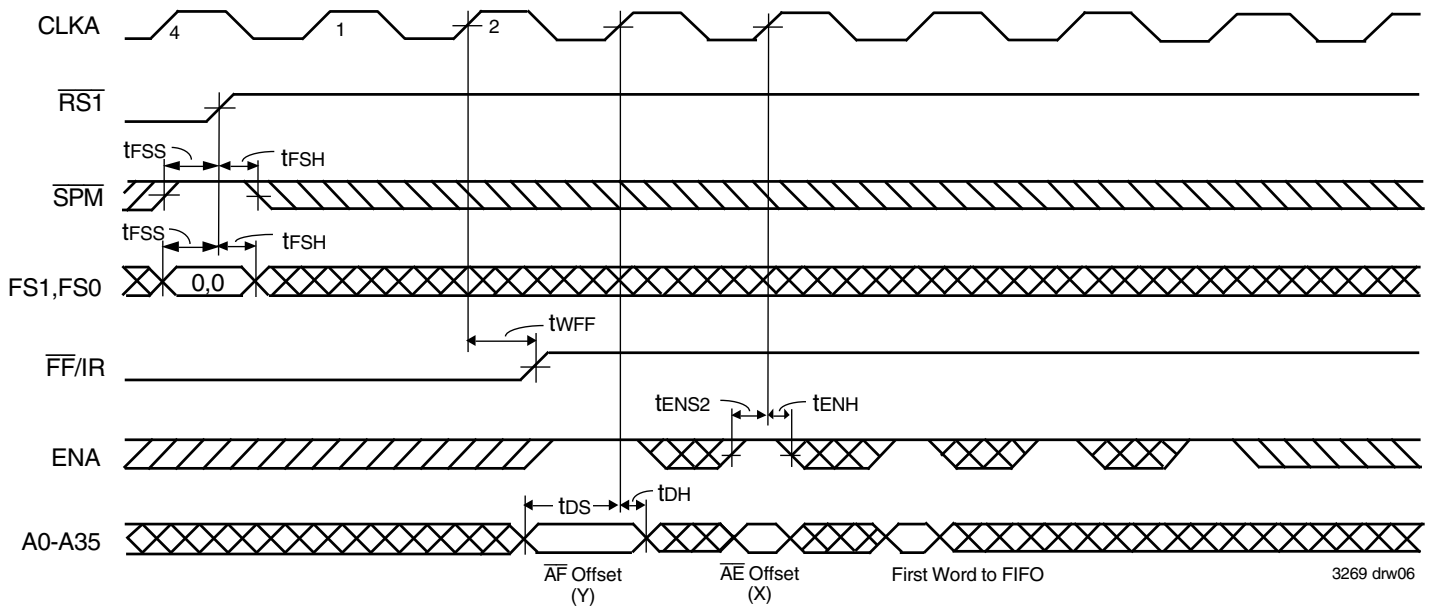 CLKA 4 1 2
RS1
tFSS tFSH
SPM
tFSS tFSH
FS1,FS0 0,0
tWFF
FF/IR
tENS2 tENH
ENA
tDS tDH
A0-A35
AF Offset (Y) AE Offset (X) First Word to FIFO 3269 drw06